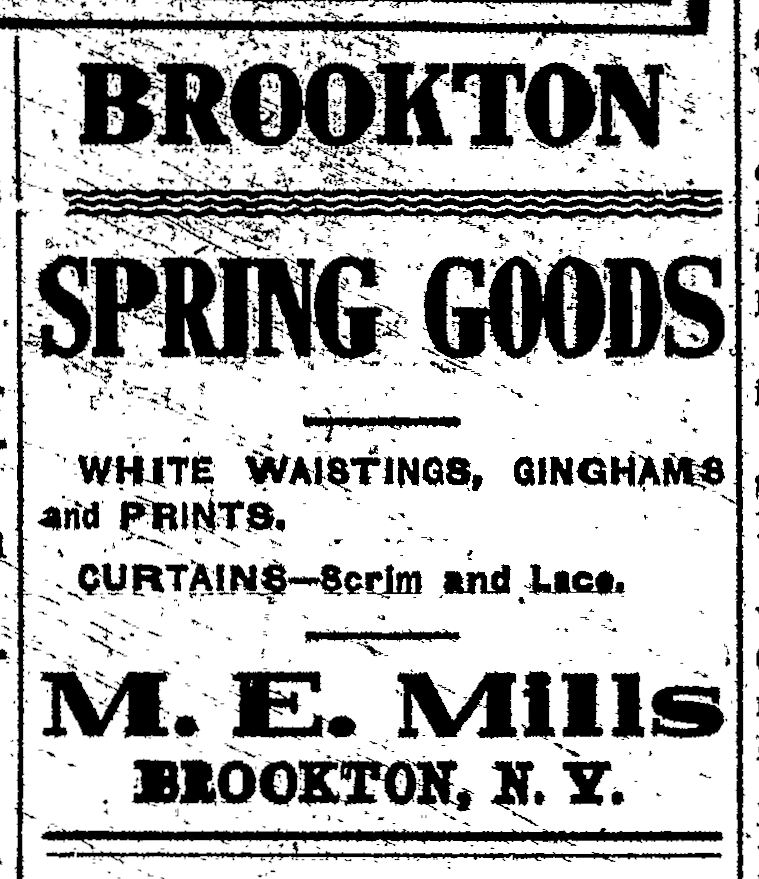 BROOKTON
SPRING GOODS
WHITE WAISTINGS, GINGHAMS
and PRINTS.
CURTAINS—Scrim and Lace.
M. E. Mills
BROOKTON, N. Y.